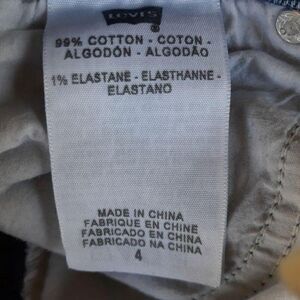 LEVI'S
®
99% COTTON - COTON -
ALGODÓN - ALGODÃO
1% ELASTANE - ELASTHANNE -
ELASTANO
MADE IN CHINA
FABRIQUE EN CHINE
FABRICADO EN CHINA
FABRICADO NA CHINA
4